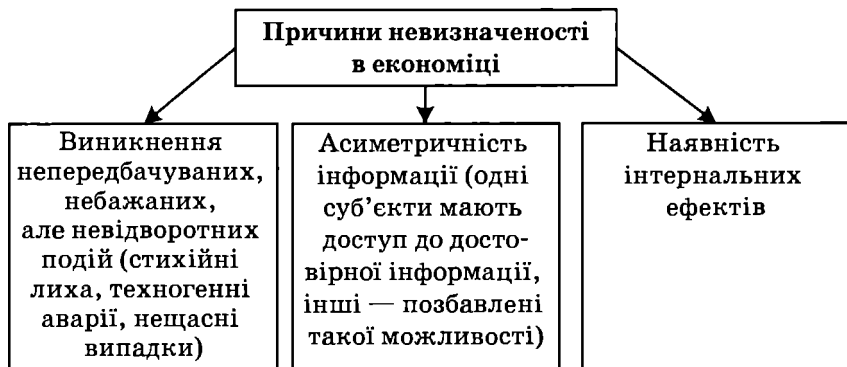 Причини невизначеності
в економіці
Виникнення
непередбачуваних,
небажаних,
але невідворотних
подій (стихійні
лиха, техногенні
аварії, нещасні
випадки)
Асиметричність
інформації (одні
суб’єкти мають
доступ до досто-
вірної інформації,
інші — позбавлені
такої можливості)
Наявність
інтернальних
ефектів